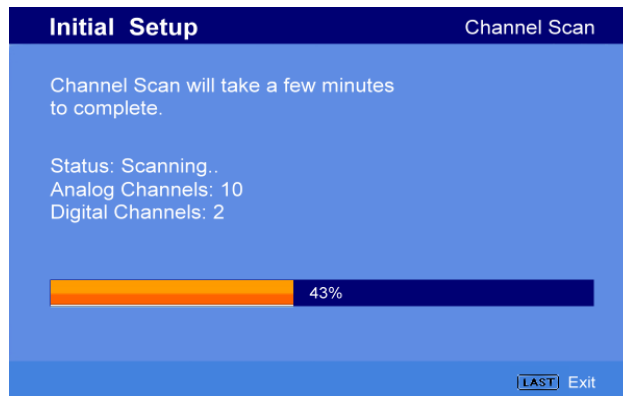 Initial Setup
Channel Scan
Channel Scan will take a few minutes
to complete.
Status: Scanning..
Analog Channels: 10
Digital Channels: 2
43%
LAST Exit